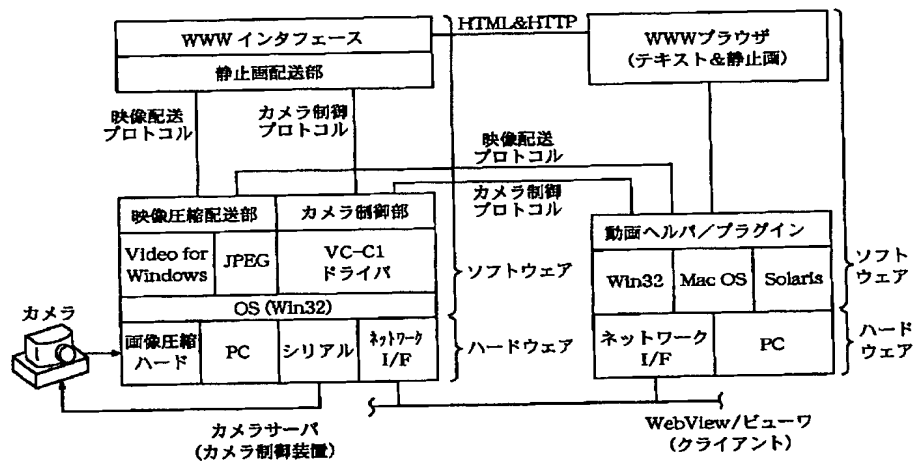 HTML&HTTP
WWW インタフェース
静止画配送部
WWWブラウザ
(テキスト&静止画)
映像配送
プロトコル
カメラ制御
プロトコル
映像配送
プロトコル
カメラ制御
プロトコル
映像圧縮配送部
カメラ制御部
Video for
Windows
JPEG
VC-C1
ドライバ
OS (Win32)
ソフトウェア
動画ヘルパ/プラグイン
Win32
Mac OS
Solaris
ソフト
ウェア
カメラ
画像圧縮
ハード
PC
シリアル
ネットワーク
I/F
ハードウェア
ネットワーク
I/F
PC
ハード
ウェア
カメラサーバ
(カメラ制御装置)
WebView/ビューワ
(クライアント)